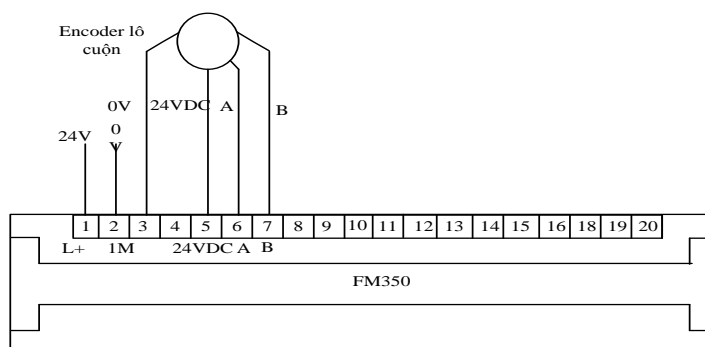 Encoder lô
cuộn
0V 24VDC A B
0
24V V
1 2 3 4 5 6 7 8 9 10 11 12 13 14 15 16 18 19 20
L+ 1M 24VDC A B
FM350